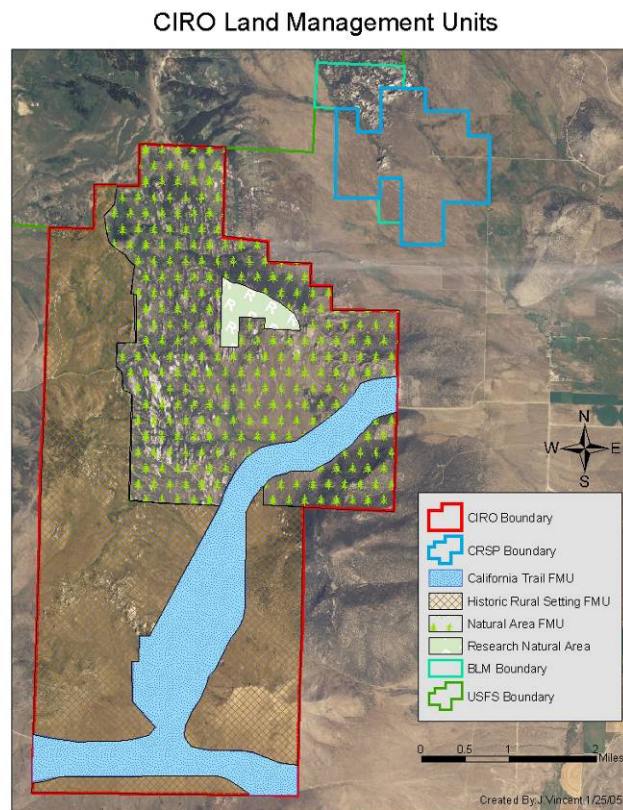 CIRO Land Management Units
N
W E
S
CIRO Boundary
CRSP Boundary
California Trail FMU
Historic Rural Setting FMU
Natural Area FMU
Research Natural Area
BLM Boundary
USFS Boundary
0 0.5 1 2
Miles
Created By:J.Vincent 1/25/05
R
R
R
R
R